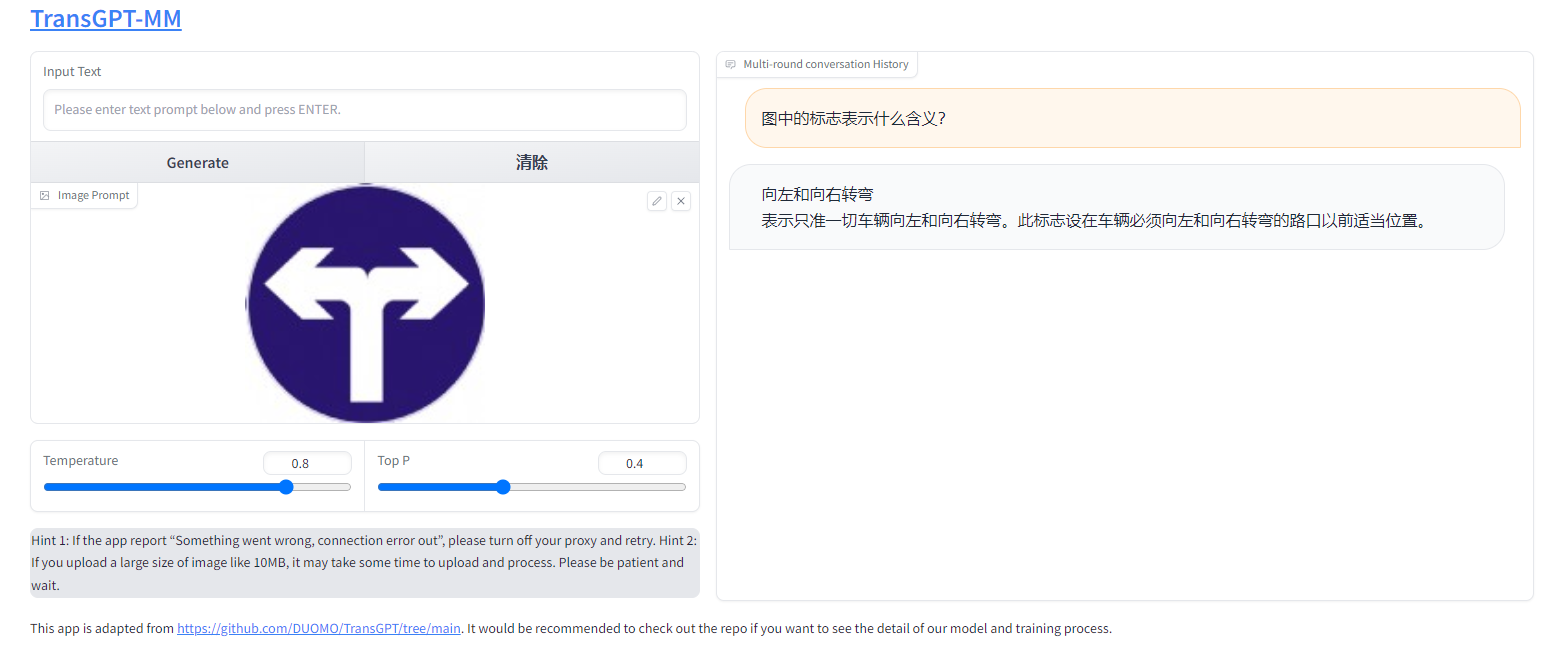 TransGPT-MM
Input Text
Please enter text prompt below and press ENTER.
Generate
清除
Image Prompt
Temperature
0.8
Top P
0.4
Hint 1: If the app report “Something went wrong, connection error out”, please turn off your proxy and retry. Hint 2:
If you upload a large size of image like 10MB, it may take some time to upload and process. Please be patient and
wait.
Multi-round conversation History
图中的标志表示什么含义?
向左和向右转弯
表示只准一切车辆向左和向右转弯。此标志设在车辆必须向左和向右转弯的路口以前适当位置。
This app is adapted from https://github.com/DUOMO/TransGPT/tree/main. It would be recommended to check out the repo if you want to see the detail of our model and training process.